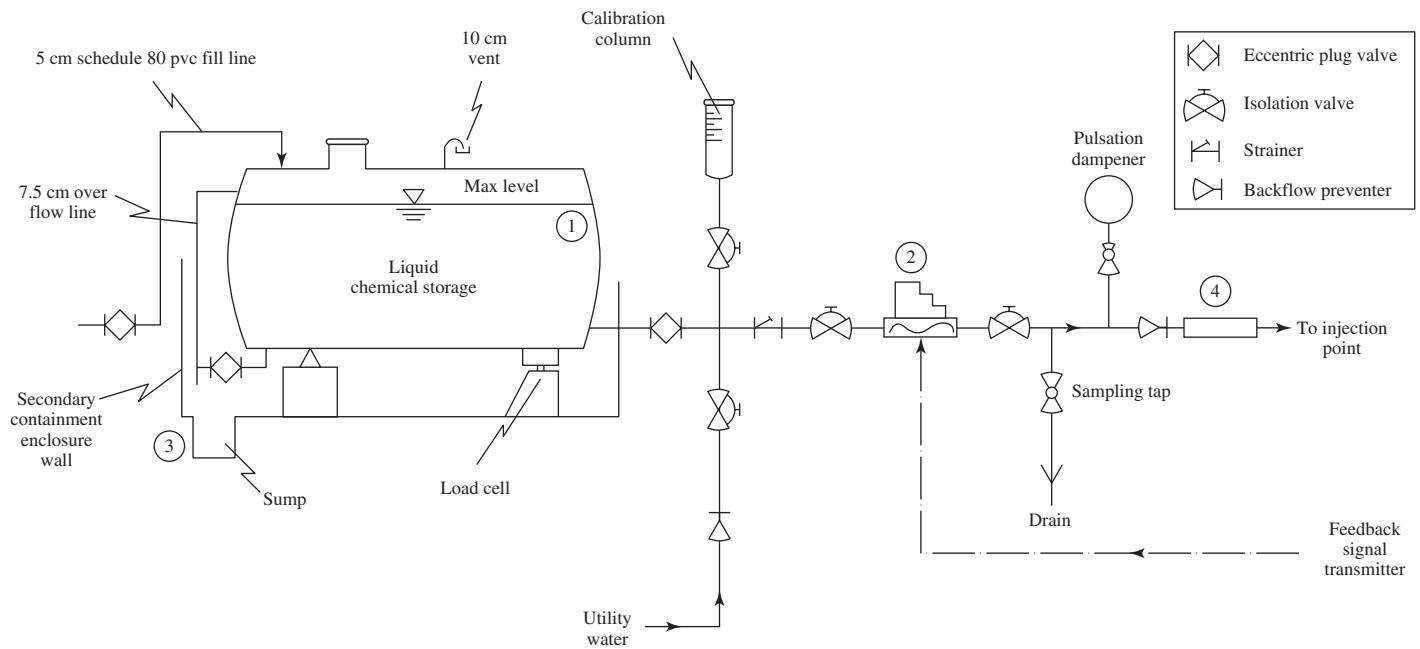 Calibration
column
10 cm
vent
5 cm schedule 80 pvc fill line
Eccentric plug valve
Isolation valve
Strainer
Backflow preventer
Pulsation
dampener
7.5 cm over
flow line
Max level
1
Liquid
chemical storage
2
4
To injection
point
Secondary
containment
enclosure
wall
3
Sump
Load cell
Sampling tap
Drain
Feedback
signal
transmitter
Utility
water